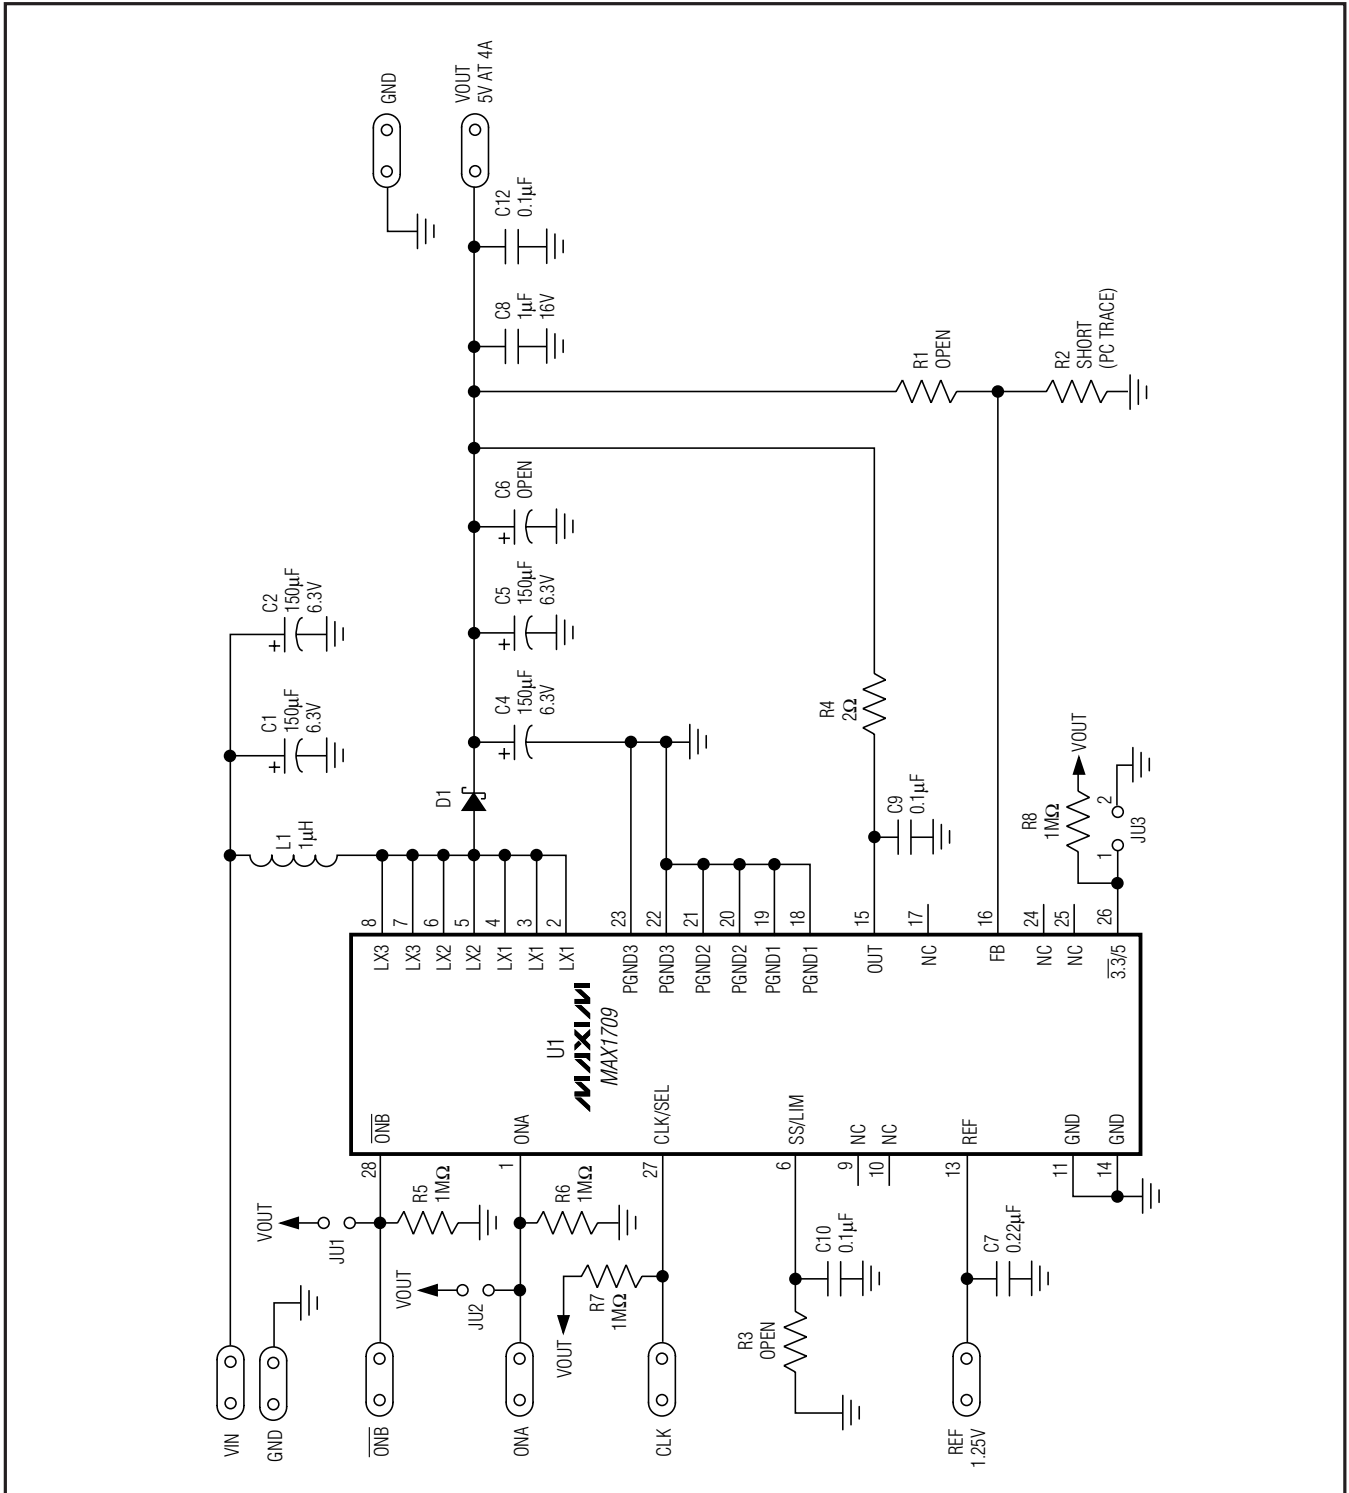 VIN
GND
ONB
ONA
CLK
REF
1.25V
VOUT
JU1
R5
1MΩ
VOUT
JU2
R6
1MΩ
VOUT
R7
1MΩ
R3
OPEN
C10
0.1µF
C7
0.22µF
28
1
27
6
9
10
13
11
14
ONB
ONA
CLK/SEL
SS/LIM
NC
NC
REF
GND
GND
U1
MAXIM
MAX1709
LX3
LX3
LX2
LX2
LX1
LX1
LX1
PGND3
PGND3
PGND2
PGND2
PGND1
PGND1
OUT
NC
FB
NC
NC
3.3/5
8
7
6
5
4
3
2
23
22
21
20
19
18
15
17
16
24
25
26
L1
1µH
C1
150µF
6.3V
C2
150µF
6.3V
D1
C4
150µF
6.3V
C5
150µF
6.3V
C6
OPEN
C8
1µF
16V
C12
0.1µF
GND
VOUT
5V AT 4A
C9
0.1µF
R4
2Ω
R1
OPEN
R2
SHORT
(PC TRACE)
R8
1MΩ
VOUT
1
2
JU3
+
+
+
+
+